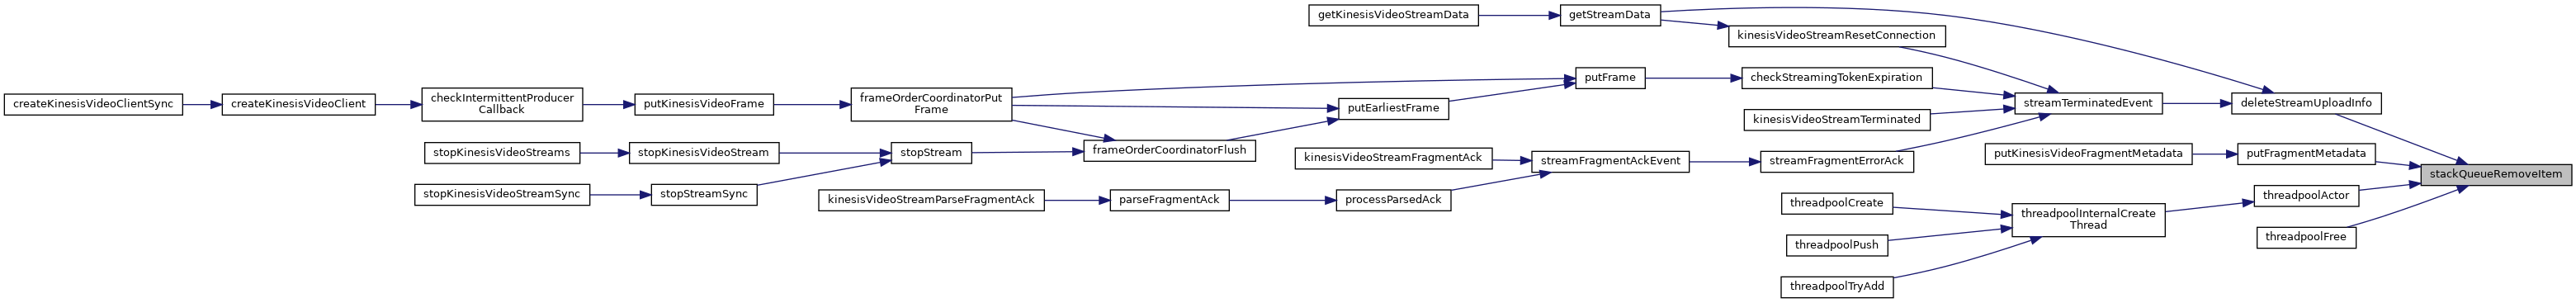 getKinesisVideoStreamData
getStreamData
kinesisVideoStreamResetConnection
putFrame
checkStreamingTokenExpiration
createKinesisVideoClientSync
createKinesisVideoClient
checkIntermittentProducer
Callback
putKinesisVideoFrame
frameOrderCoordinatorPut
Frame
putEarliestFrame
streamTerminatedEvent
deleteStreamUploadInfo
kinesisVideoStreamTerminated
stopKinesisVideoStreams
stopKinesisVideoStream
stopStream
frameOrderCoordinatorFlush
kinesisVideoStreamFragmentAck
streamFragmentAckEvent
streamFragmentErrorAck
putKinesisVideoFragmentMetadata
putFragmentMetadata
stackQueueRemoveItem
stopKinesisVideoStreamSync
stopStreamSync
kinesisVideoStreamParseFragmentAck
parseFragmentAck
processParsedAck
threadpoolCreate
threadpoolActor
threadpoolInternalCreate
Thread
threadpoolPush
threadpoolFree
threadpoolTryAdd